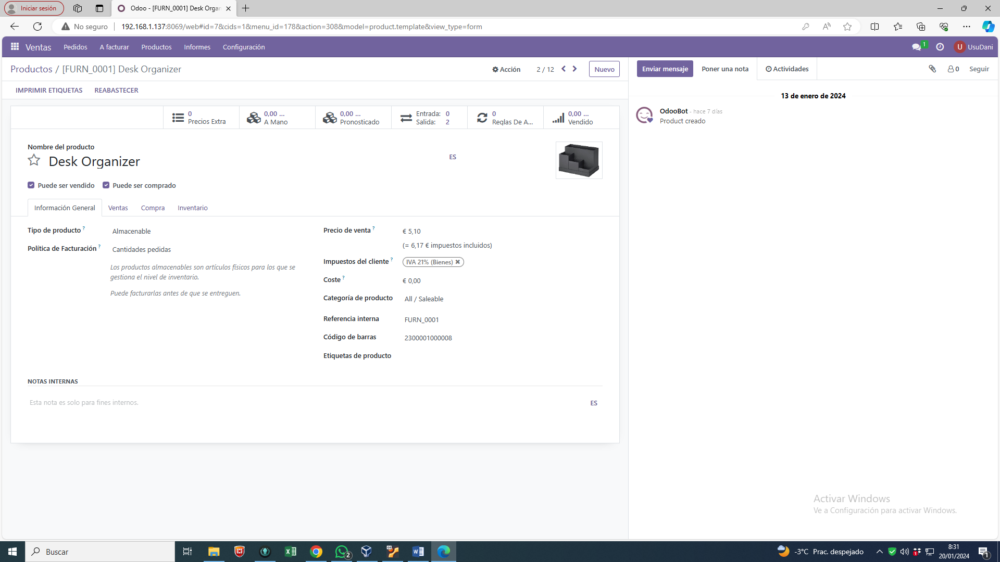 Iniciar sesión
Odoo - [FURN_0001] Desk Organ
No seguro
192.168.1.137:8069/web#id=7&cids=1&menu_id=178&action=308&model=product.template&view_type=form
Ventas
Pedidos
A facturar
Productos
Informes
Configuración
1
U
UsuDani
Productos / [FURN_0001] Desk Organizer
Acción
2 / 12
Nuevo
Enviar mensaje
Poner una nota
Actividades
0
Seguir
IMPRIMIR ETIQUETAS
REABASTECER
13 de enero de 2024
OdooBot - hace 7 días
Product creado
0
Precios Extra
0,00 ...
A Mano
0,00 ...
Pronosticado
Entrada: 0
Salida: 2
0
Reglas De A...
0,00 ...
Vendido
Nombre del producto
Desk Organizer
ES
Puede ser vendido
Puede ser comprado
Información General
Ventas
Compra
Inventario
Tipo de producto ?
Almacenable
Política de Facturación ?
Cantidades pedidas
Los productos almacenables son artículos físicos para los que se
gestiona el nivel de inventario.
Puede facturarlas antes de que se entreguen.
Precio de venta ?
€ 5,10
(= 6,17 € impuestos incluidos)
Impuestos del cliente ?
IVA 21% (Bienes)
Coste ?
€ 0,00
Categoría de producto
All / Saleable
Referencia interna
FURN_0001
Código de barras
2300001000008
Etiquetas de producto
NOTAS INTERNAS
Esta nota es solo para fines internos.
ES
Activar Windows
Ve a Configuración para activar Windows.
Buscar
2
-3°C Prac. despejado
8:31
20/01/2024
1